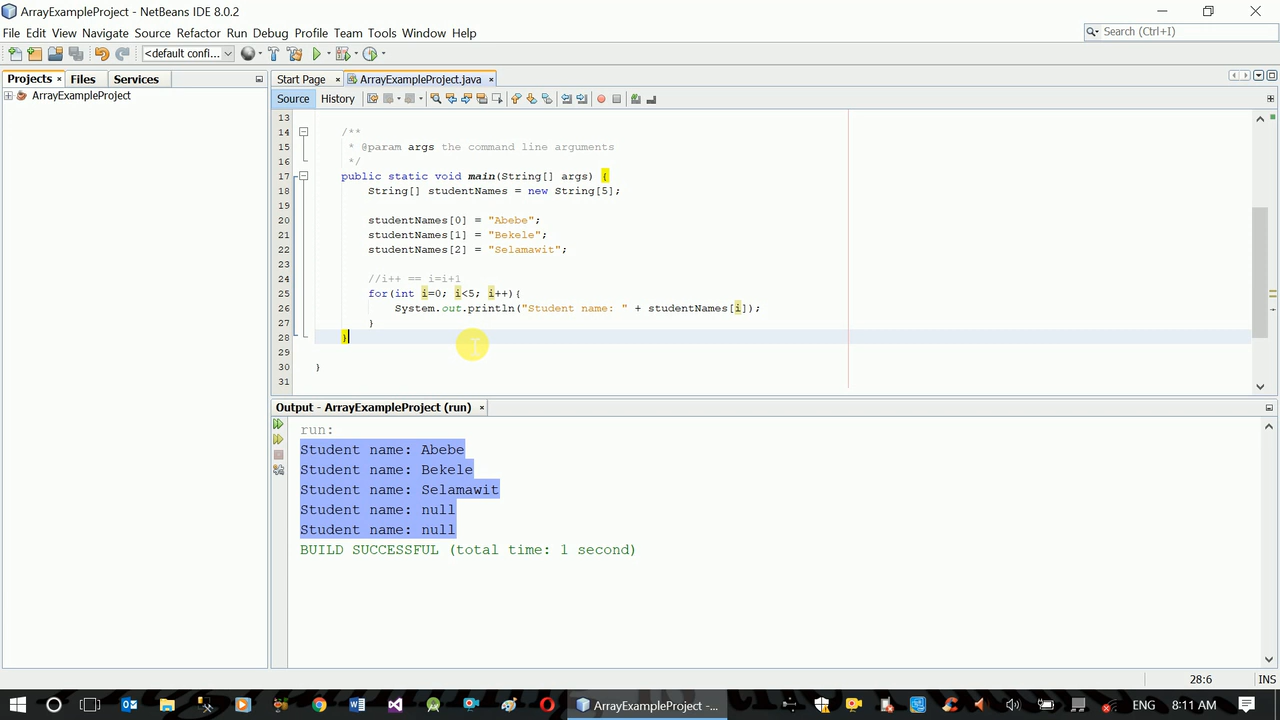 ArrayExampleProject - NetBeans IDE 8.0.2
File Edit View Navigate Source Refactor Run Debug Profile Team Tools Window Help
Search (Ctrl+I)
<default confi...
Projects Files Services
Start Page ArrayExampleProject.java
ArrayExampleProject
Source History
13
14 /**
15 * @param args the command line arguments
16 */
17 public static void main(String[] args) {
18 String[] studentNames = new String[5];
19
20 studentNames[0] = "Abebe";
21 studentNames[1] = "Bekele";
22 studentNames[2] = "Selamawit";
23
24 //i++ == i=i+1
25 for(int i=0; i<5; i++){
26 System.out.println("Student name: " + studentNames[i]);
27 }
28 }
29
30 }
31
Output - ArrayExampleProject (run)
run:
Student name: Abebe
Student name: Bekele
Student name: Selamawit
Student name: null
Student name: null
BUILD SUCCESSFUL (total time: 1 second)
28:6 INS
ArrayExampleProject -...
ENG 8:11 AM